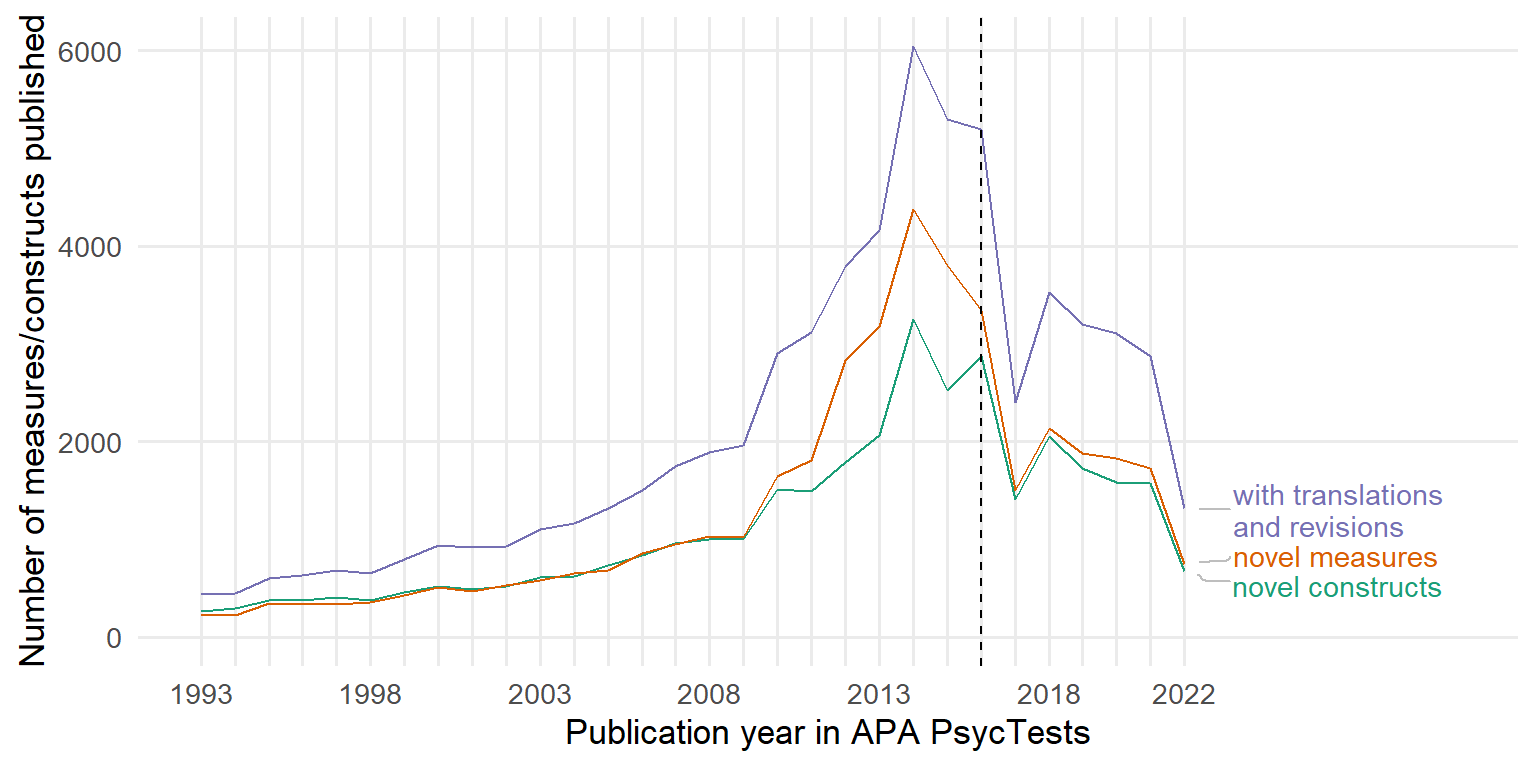 Number of measures/constructs published
6000
4000
2000
0
with translations
and revisions
novel measures
novel constructs
1993 1998 2003 2008 2013 2018 2022
Publication year in APA PsycTests